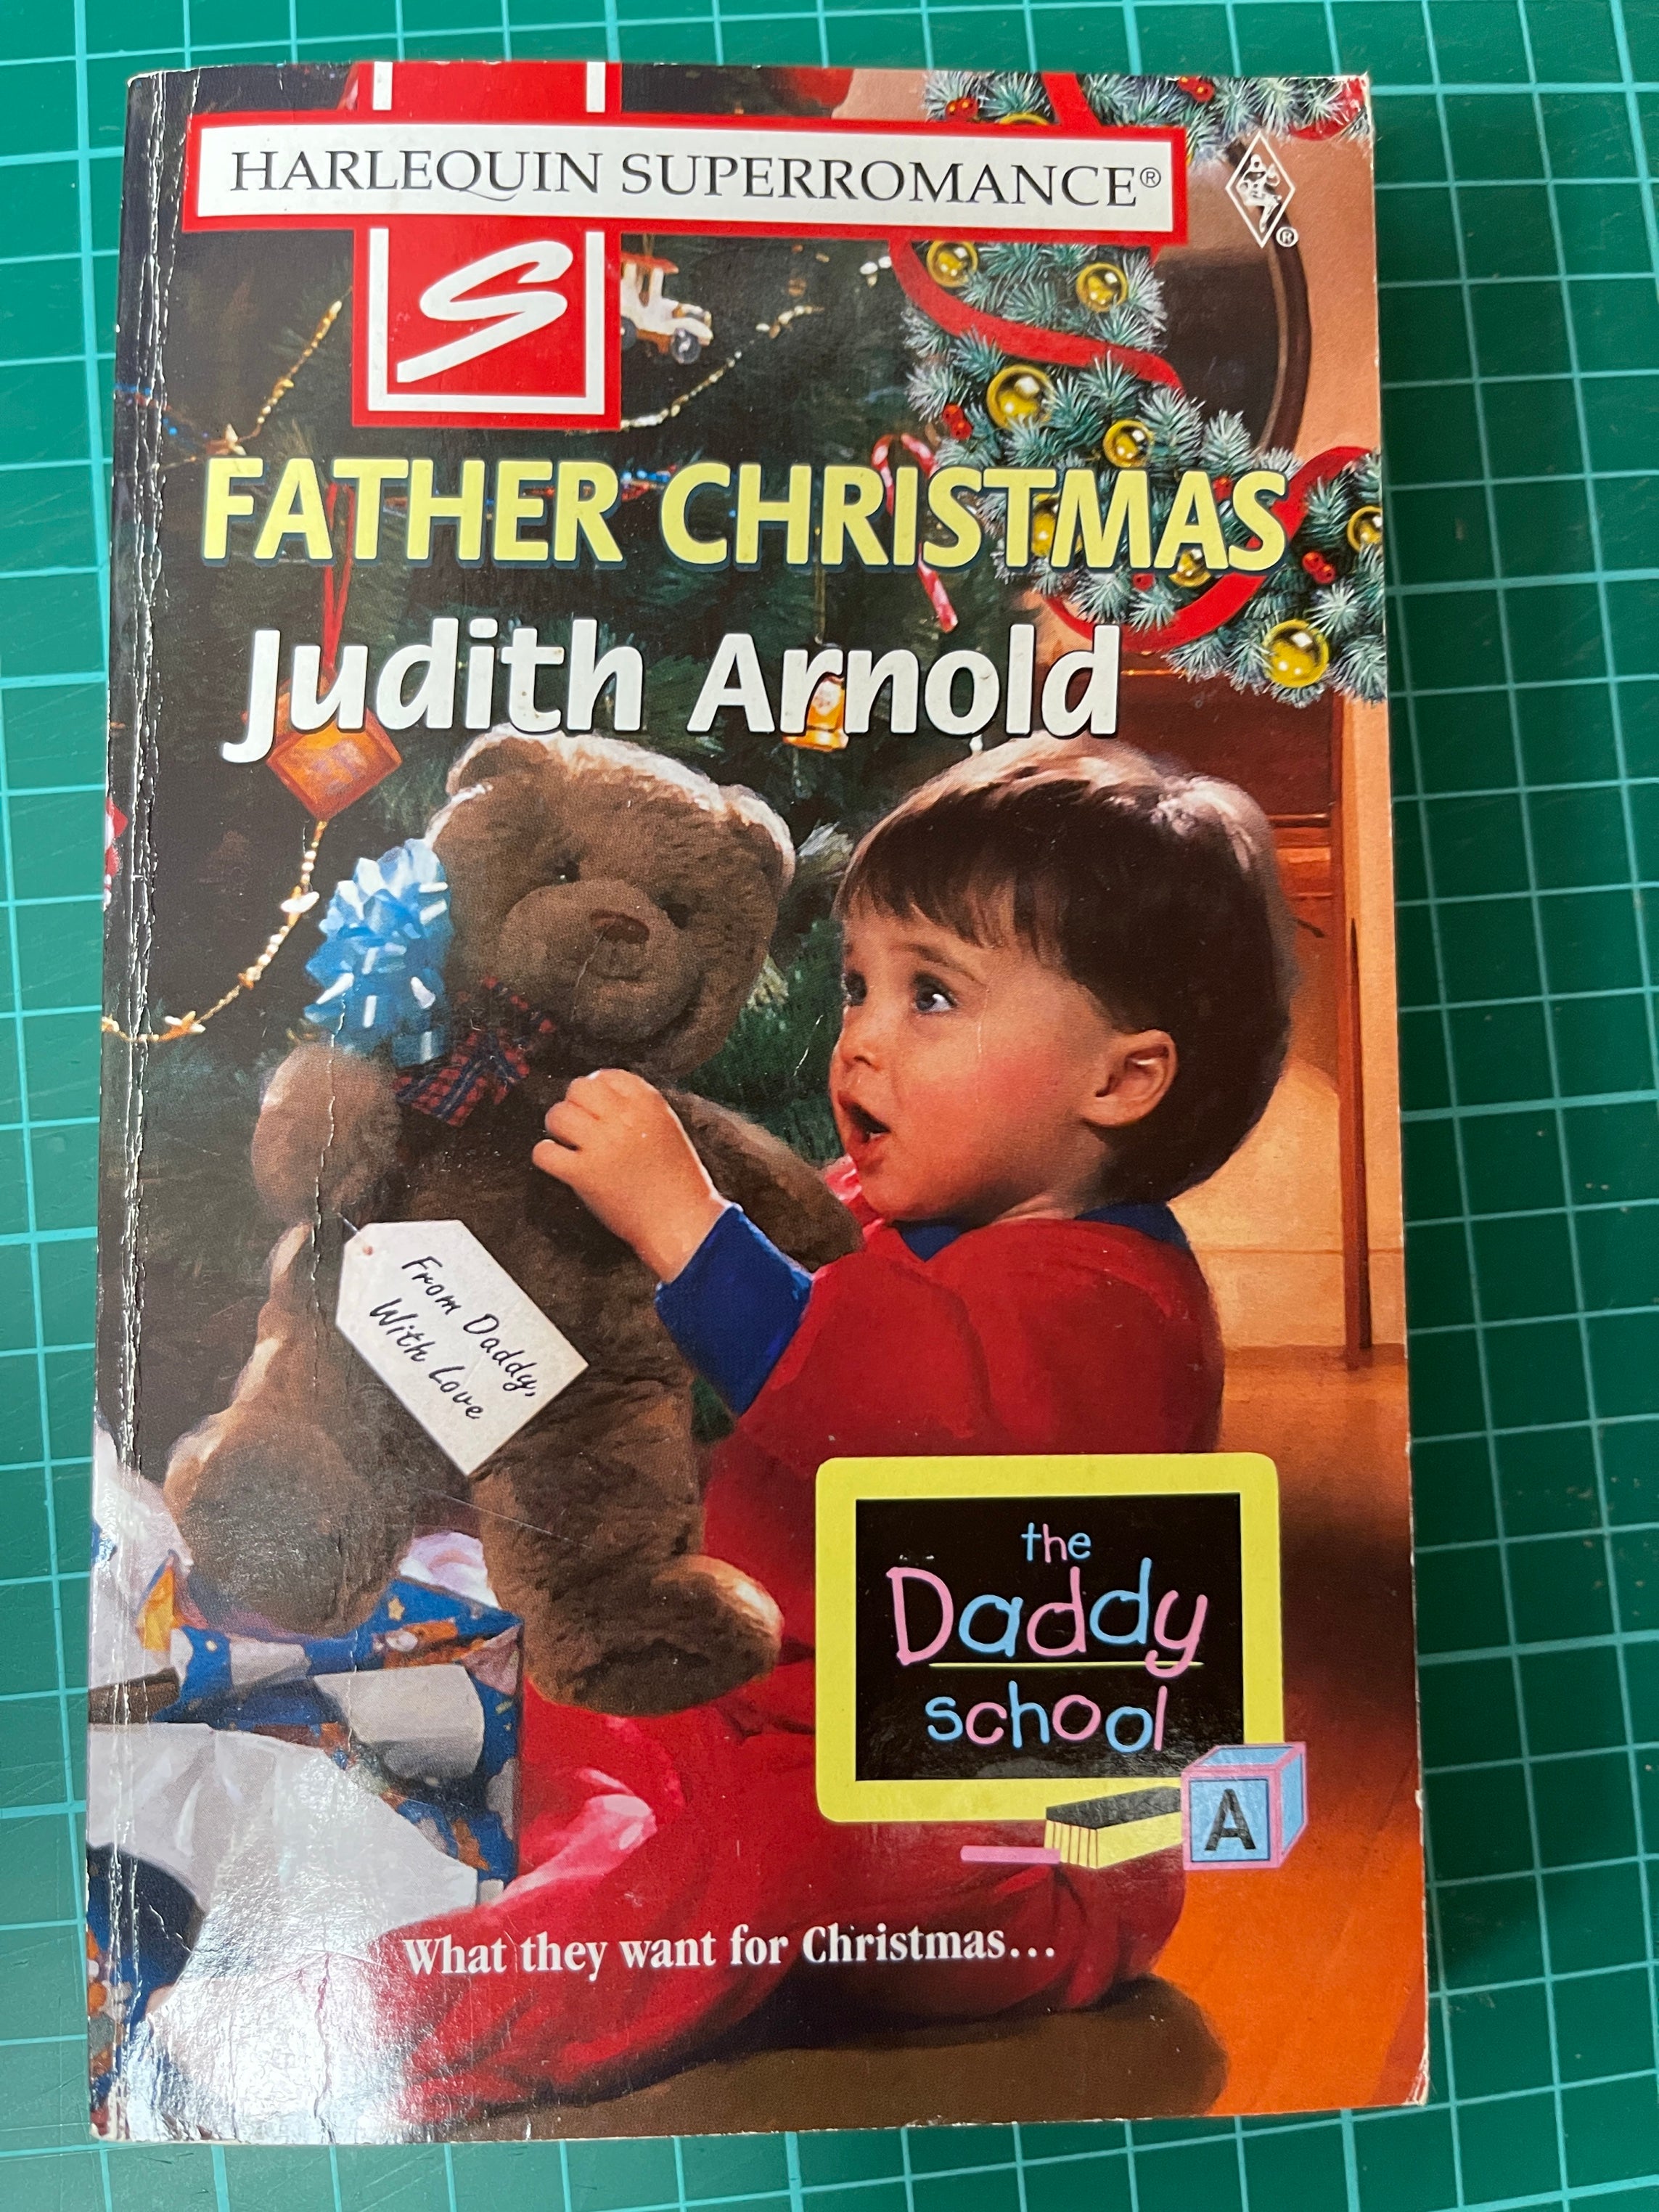 HARLEQUIN SUPERROMANCE®
®
S
FATHER CHRISTMAS
Judith Arnold
From Daddy,
With Love
the
Daddy
school
A
What they want for Christmas...